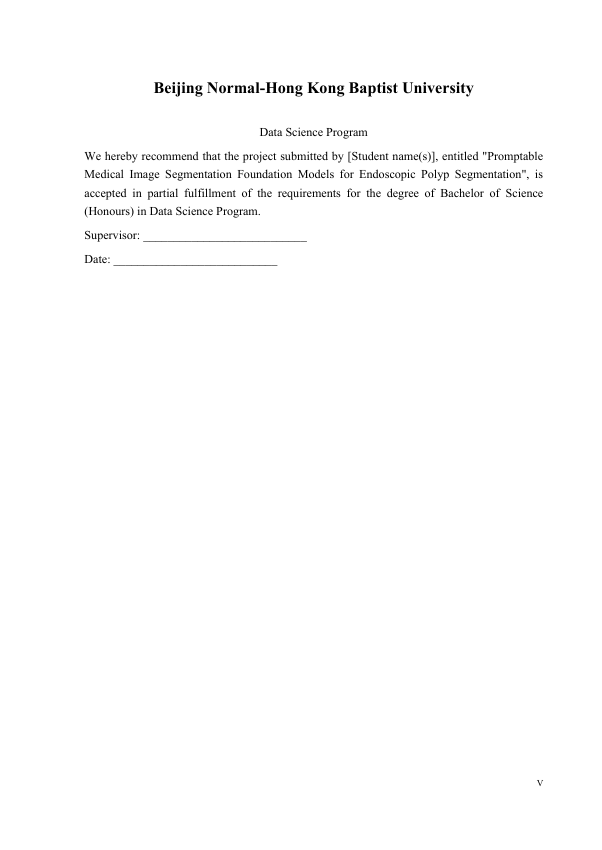 Beijing Normal-Hong Kong Baptist University
Data Science Program
We hereby recommend that the project submitted by [Student name(s)], entitled "Promptable
Medical Image Segmentation Foundation Models for Endoscopic Polyp Segmentation", is
accepted in partial fulfillment of the requirements for the degree of Bachelor of Science
(Honours) in Data Science Program.
Supervisor: ____________________________
Date: ____________________________
V